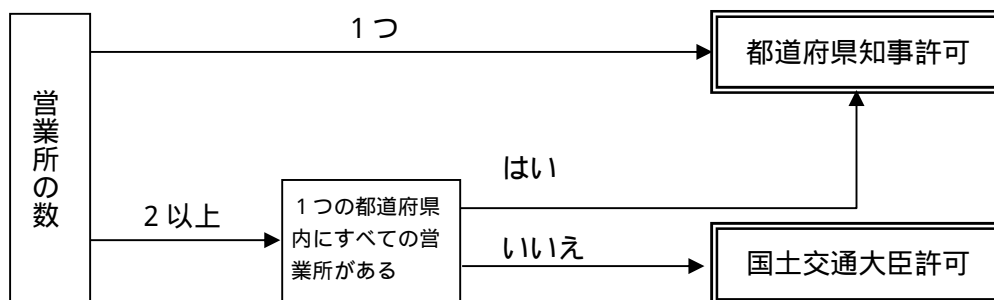 営業所の数
1つ
都道府県知事許可
はい
2以上
1つの都道府県
内にすべての営
業所がある
いいえ
国土交通大臣許可